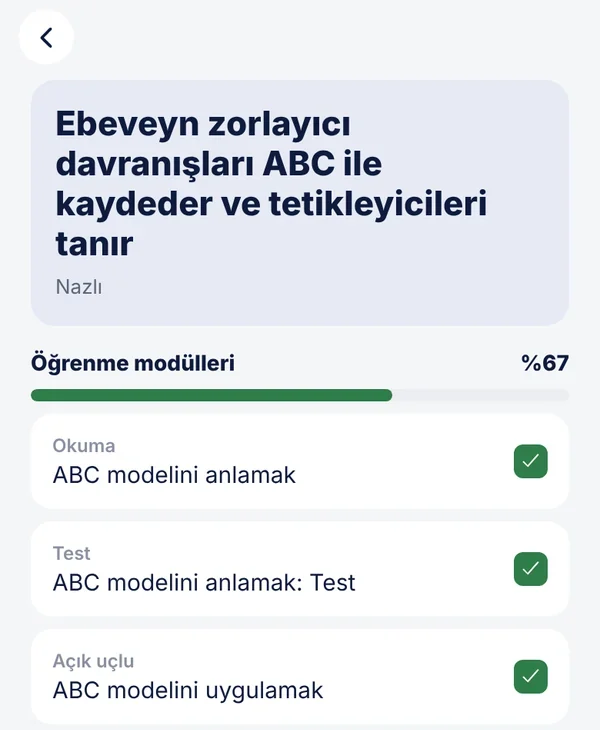 Ebeveyn zorlayıcı
davranışları ABC ile
kaydeder ve tetikleyicileri
tanır
Nazlı
Öğrenme modülleri %67
Okuma
ABC modelini anlamak
Test
ABC modelini anlamak: Test
Açık uçlu
ABC modelini uygulamak